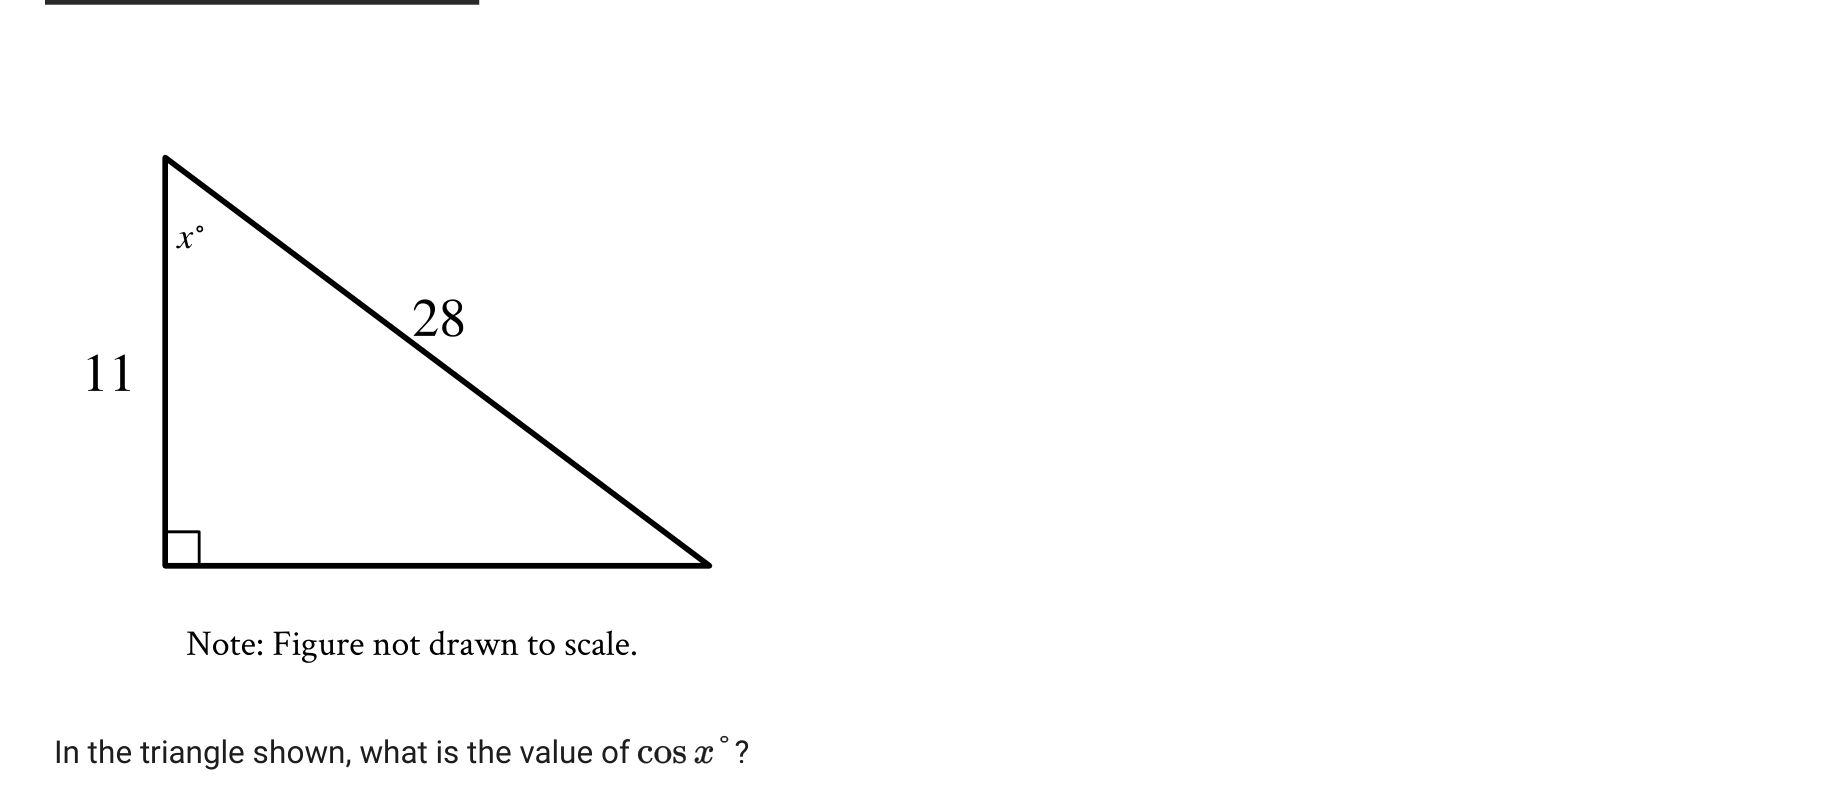 x°
28
11
Note: Figure not drawn to scale.
In the triangle shown, what is the value of cos x°?